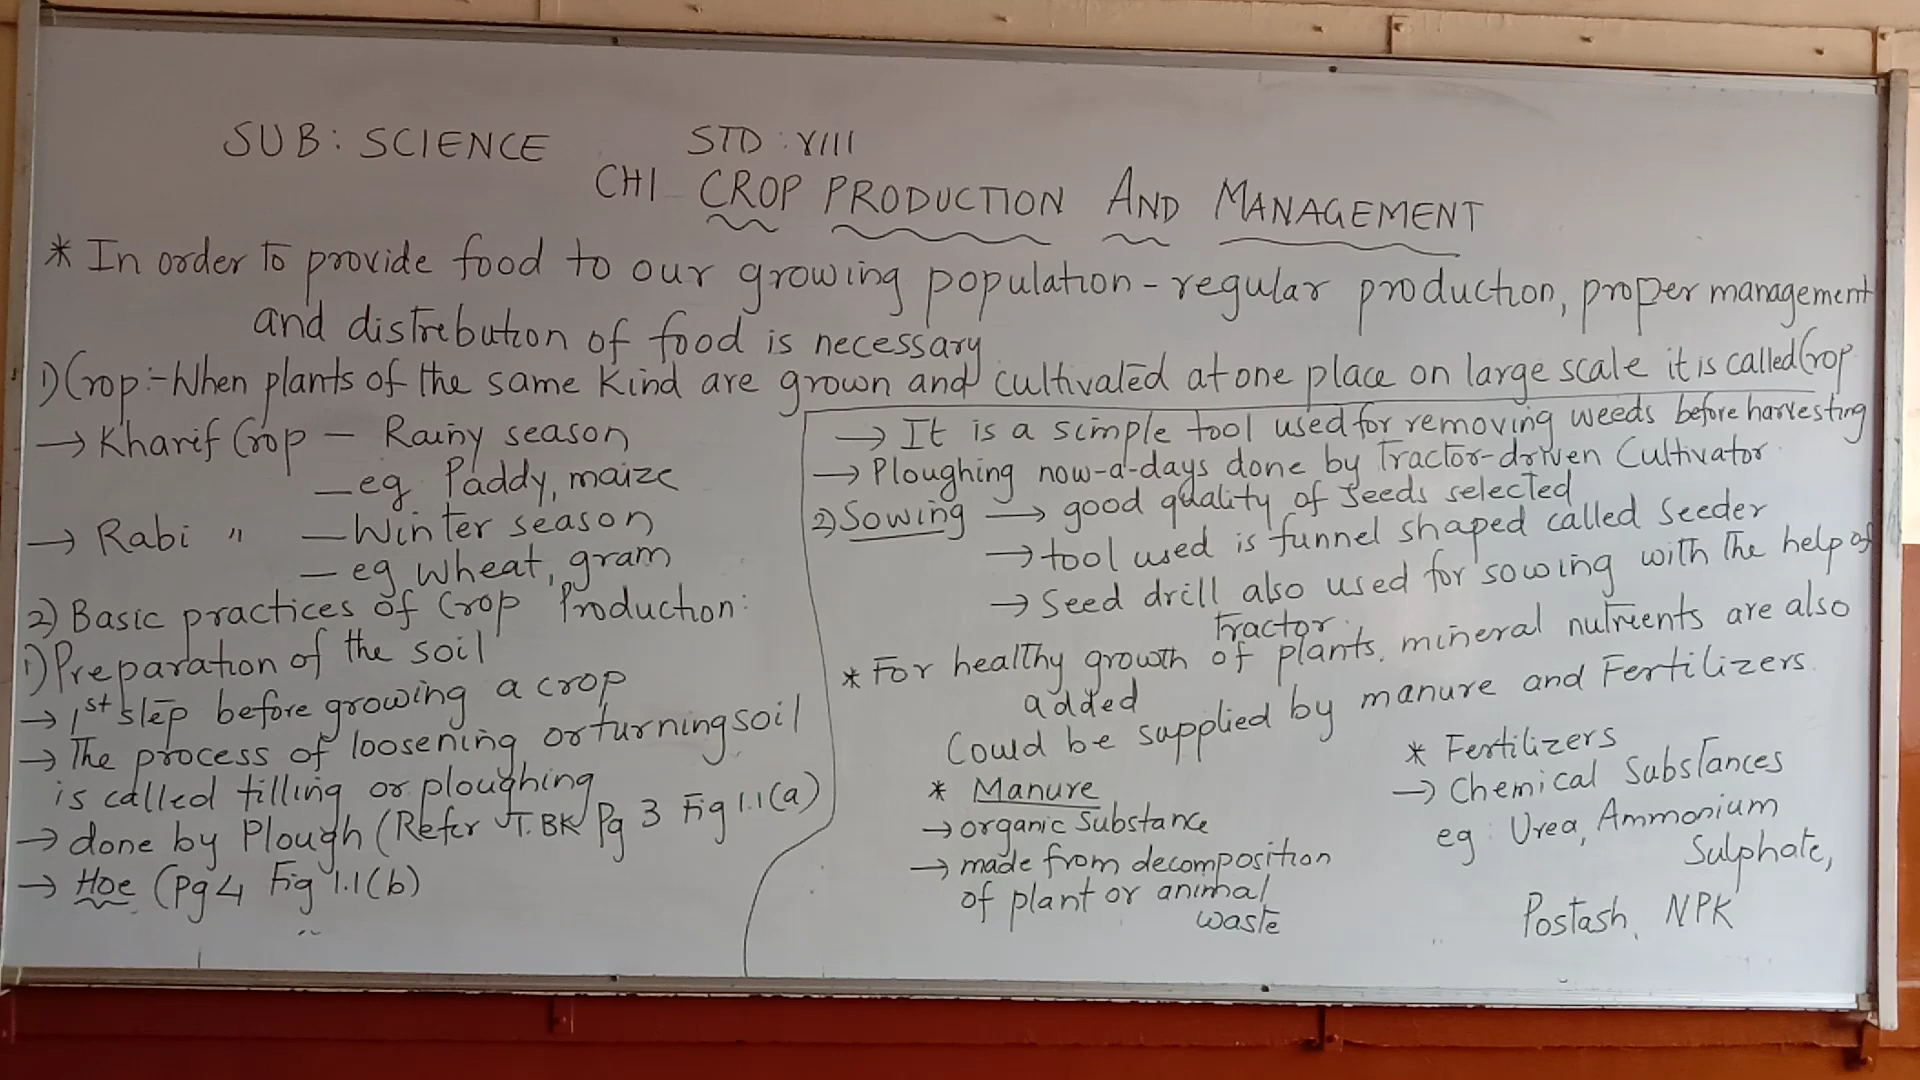 SUB : SCIENCE STD : VIII
CH1 CROP PRODUCTION AND MANAGEMENT
* In order to provide food to our growing population - regular production, proper management
and distrebution of food is necessary
1) Crop :- When plants of the same kind are grown and cultivated at one place on large scale it is called Crop
→ Kharif Crop — Rainy season
— eg Paddy, maize
→ Rabi " — Winter season
— eg wheat, gram
2) Basic practices of Crop Production:
1) Preparation of the soil
→ 1st step before growing a crop
→ The process of loosening or turning soil
is called tilling or ploughing
→ done by Plough (Refer T.BK Pg 3 Fig 1.1(a)
→ Hoe (Pg 4 Fig 1.1(b)
→ It is a simple tool used for removing weeds before harvesting
→ Ploughing now-a-days done by Tractor-driven Cultivator
2) Sowing → good quality of seeds selected
→ tool used is funnel shaped called seeder
→ Seed drill also used for sowing with the help of
tractor.
* For healthy growth of plants, mineral nutrients are also
added
Could be supplied by manure and Fertilizers.
* Manure
→ organic Substance
→ made from decomposition
of plant or animal
waste
* Fertilizers
→ Chemical Substances
eg : Urea, Ammonium
Sulphate,
Postash, NPK